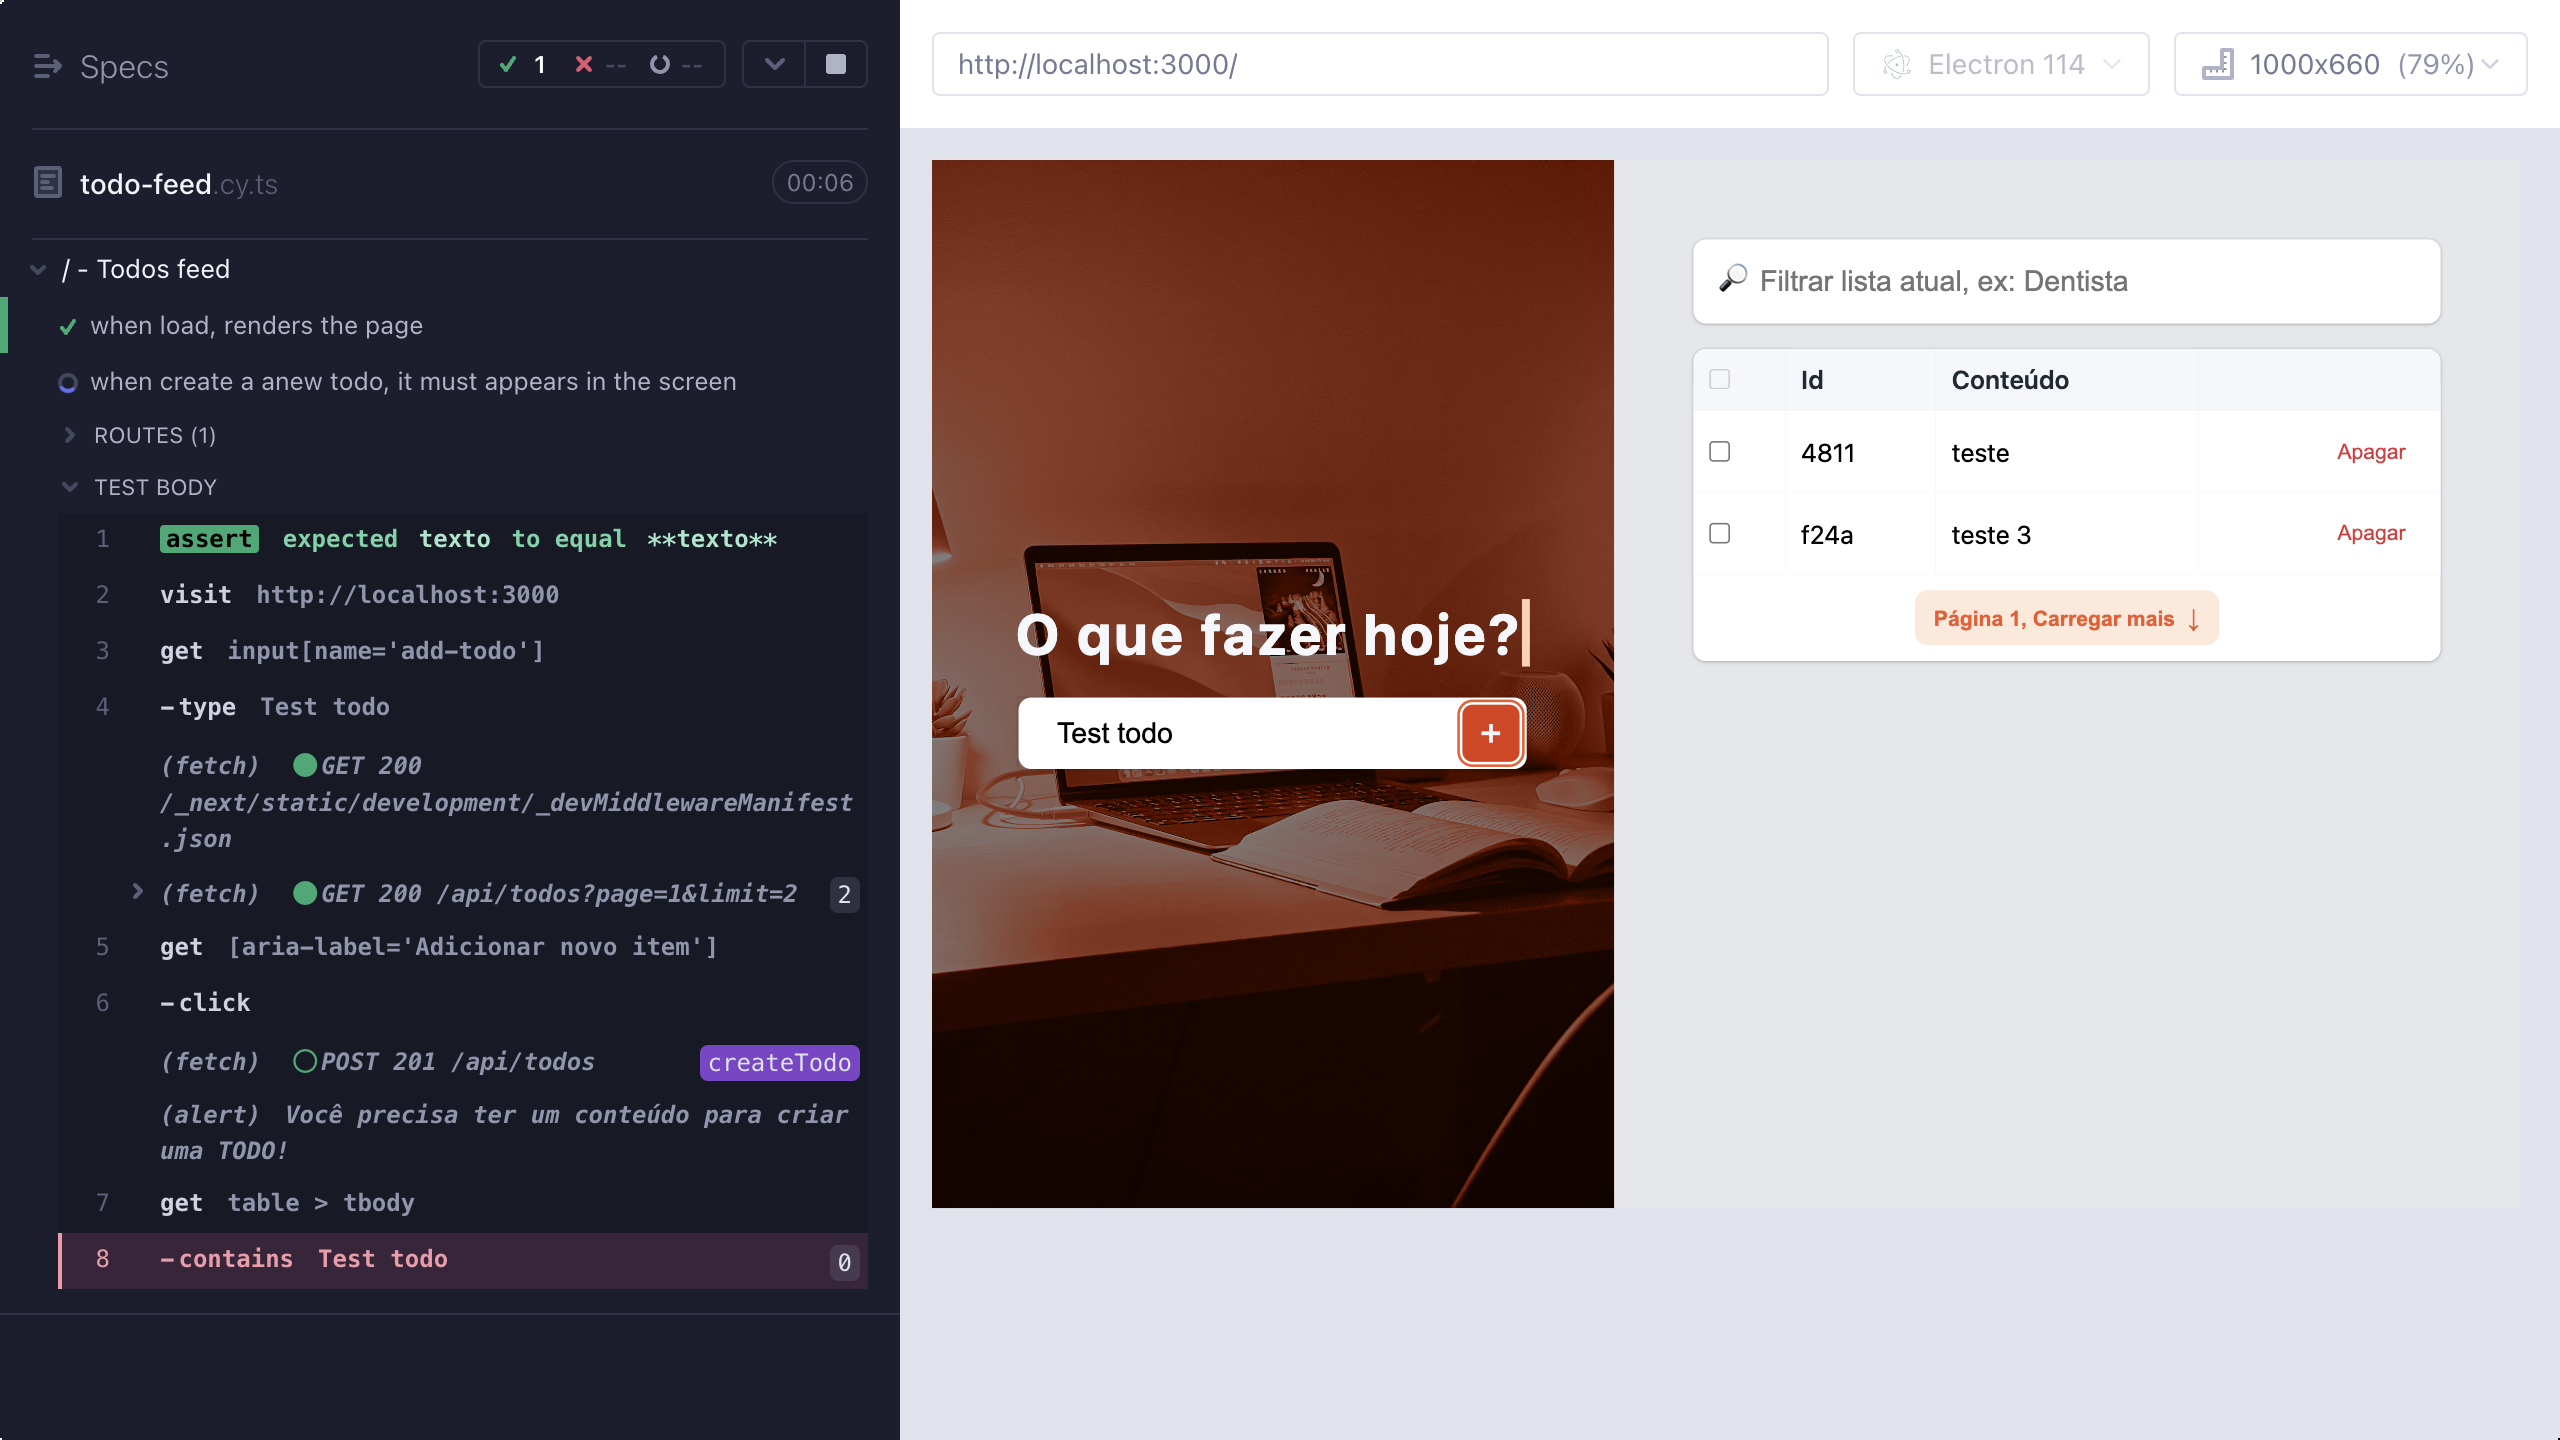 Specs
1
--
--
todo-feed.cy.ts
00:06
/ - Todos feed
when load, renders the page
when create a anew todo, it must appears in the screen
ROUTES (1)
TEST BODY
1 assert expected texto to equal **texto**
2 visit http://localhost:3000
3 get input[name='add-todo']
4 -type Test todo
(fetch) GET 200
/_next/static/development/_devMiddlewareManifest
.json
(fetch) GET 200 /api/todos?page=1&limit=2 2
5 get [aria-label='Adicionar novo item']
6 -click
(fetch) POST 201 /api/todos createTodo
(alert) Você precisa ter um conteúdo para criar
uma TODO!
7 get table > tbody
8 -contains Test todo 0
http://localhost:3000/
Electron 114
1000x660 (79%)
O que fazer hoje?
Test todo
+
Filtrar lista atual, ex: Dentista
Id Conteúdo
4811 teste Apagar
f24a teste 3 Apagar
Página 1, Carregar mais ↓